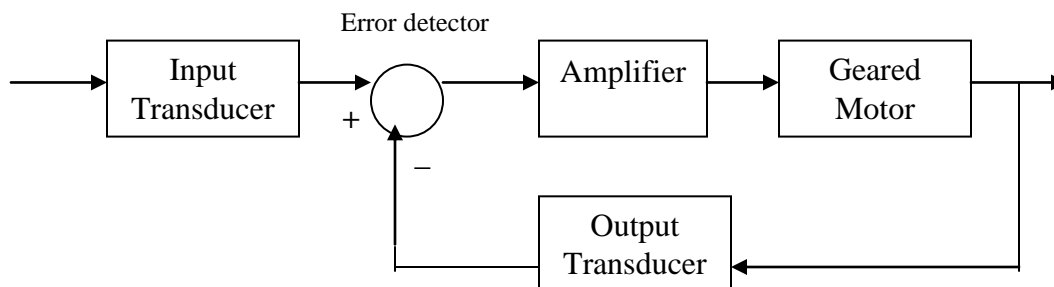 Error detector
Input
Transducer
+
−
Amplifier
Geared
Motor
Output
Transducer